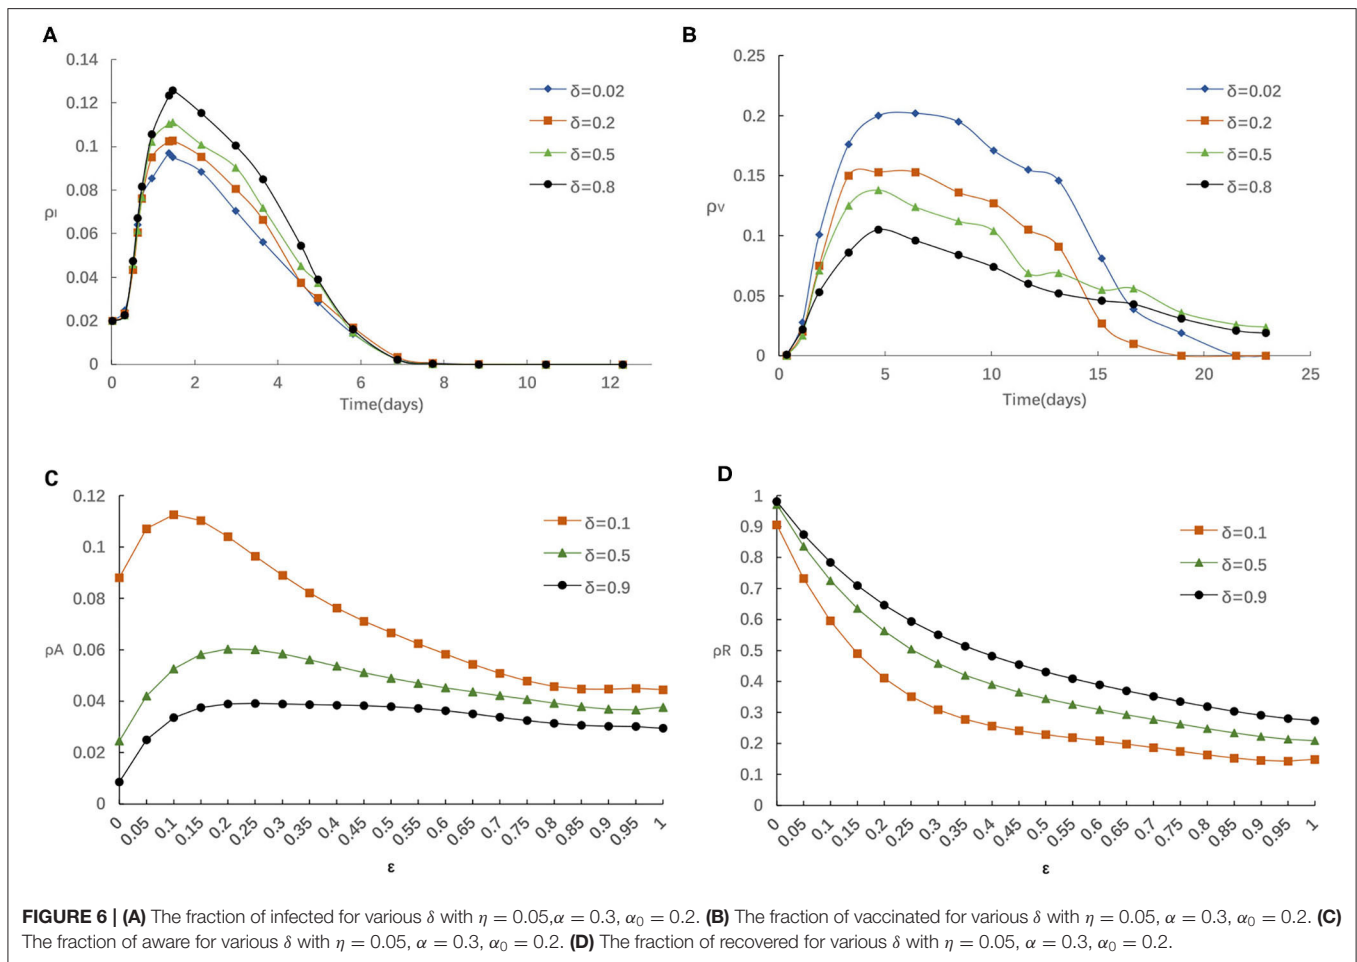 A
0.14
0.12
0.1
0.08
0.06
0.04
0.02
0
ρI
0 2 4 6 8 10 12
Time(days)
δ=0.02
δ=0.2
δ=0.5
δ=0.8
B
0.25
0.2
0.15
0.1
0.05
0
ρV
0 5 10 15 20 25
Time(days)
δ=0.02
δ=0.2
δ=0.5
δ=0.8
C
0.12
0.1
0.08
0.06
0.04
0.02
0
ρA
0 0.05 0.1 0.15 0.2 0.25 0.3 0.35 0.4 0.45 0.5 0.55 0.6 0.65 0.7 0.75 0.8 0.85 0.9 0.95 1
ε
δ=0.1
δ=0.5
δ=0.9
D
1
0.9
0.8
0.7
0.6
0.5
0.4
0.3
0.2
0.1
0
ρR
0 0.05 0.1 0.15 0.2 0.25 0.3 0.35 0.4 0.45 0.5 0.55 0.6 0.65 0.7 0.75 0.8 0.85 0.9 0.95 1
ε
δ=0.1
δ=0.5
δ=0.9
FIGURE 6 | (A) The fraction of infected for various δ with η = 0.05,α = 0.3, α0 = 0.2. (B) The fraction of vaccinated for various δ with η = 0.05, α = 0.3, α0 = 0.2. (C)
The fraction of aware for various δ with η = 0.05, α = 0.3, α0 = 0.2. (D) The fraction of recovered for various δ with η = 0.05, α = 0.3, α0 = 0.2.